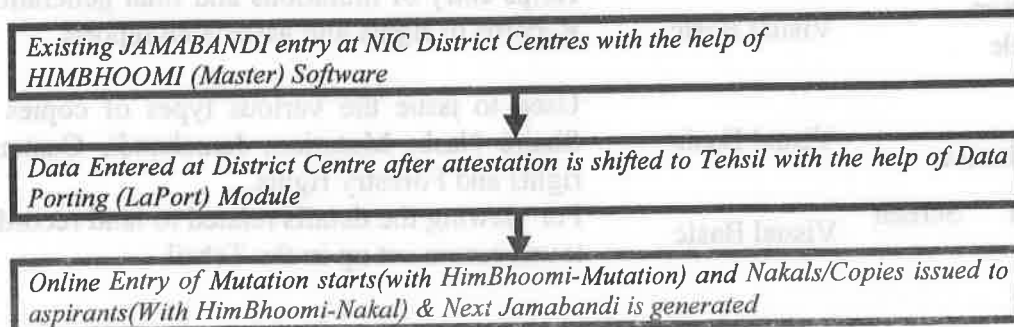 Existing JAMABANDI entry at NIC District Centres with the help of
HIMBHOOMI (Master) Software
Data Entered at District Centre after attestation is shifted to Tehsil with the help of Data
Porting (LaPort) Module
Online Entry of Mutation starts(with HimBhoomi-Mutation) and Nakals/Copies issued to
aspirants(With HimBhoomi-Nakal) & Next Jamabandi is generated